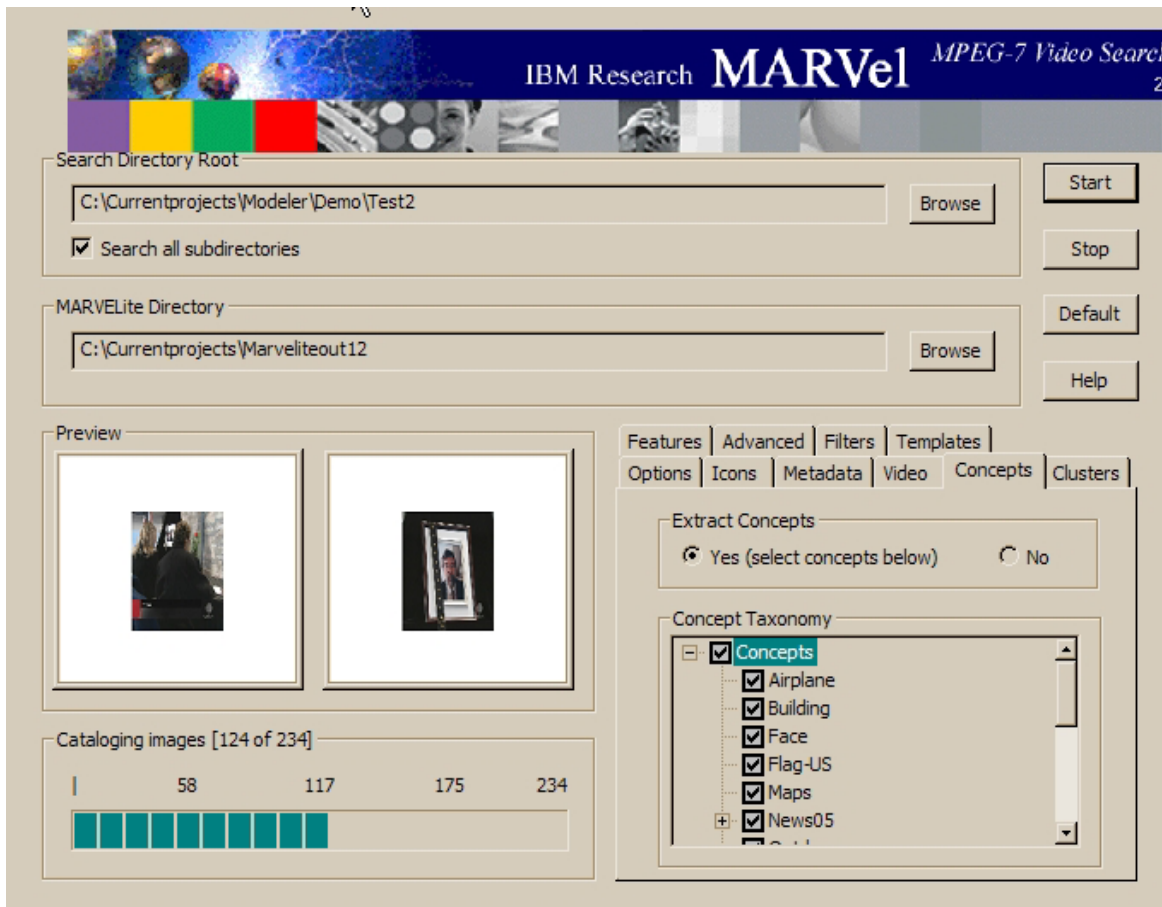 IBM Research MARVel MPEG-7 Video Search
2
Search Directory Root
C:\Currentprojects\Modeler\Demo\Test2
Browse
Search all subdirectories
Start
Stop
Default
Help
MARVELite Directory
C:\Currentprojects\Marveliteout12
Browse
Preview
Features Advanced Filters Templates
Options Icons Metadata Video Concepts Clusters
Extract Concepts
Yes (select concepts below) No
Concept Taxonomy
Concepts
Airplane
Building
Face
Flag-US
Maps
News05
Cataloging images [124 of 234]
58 117 175 234